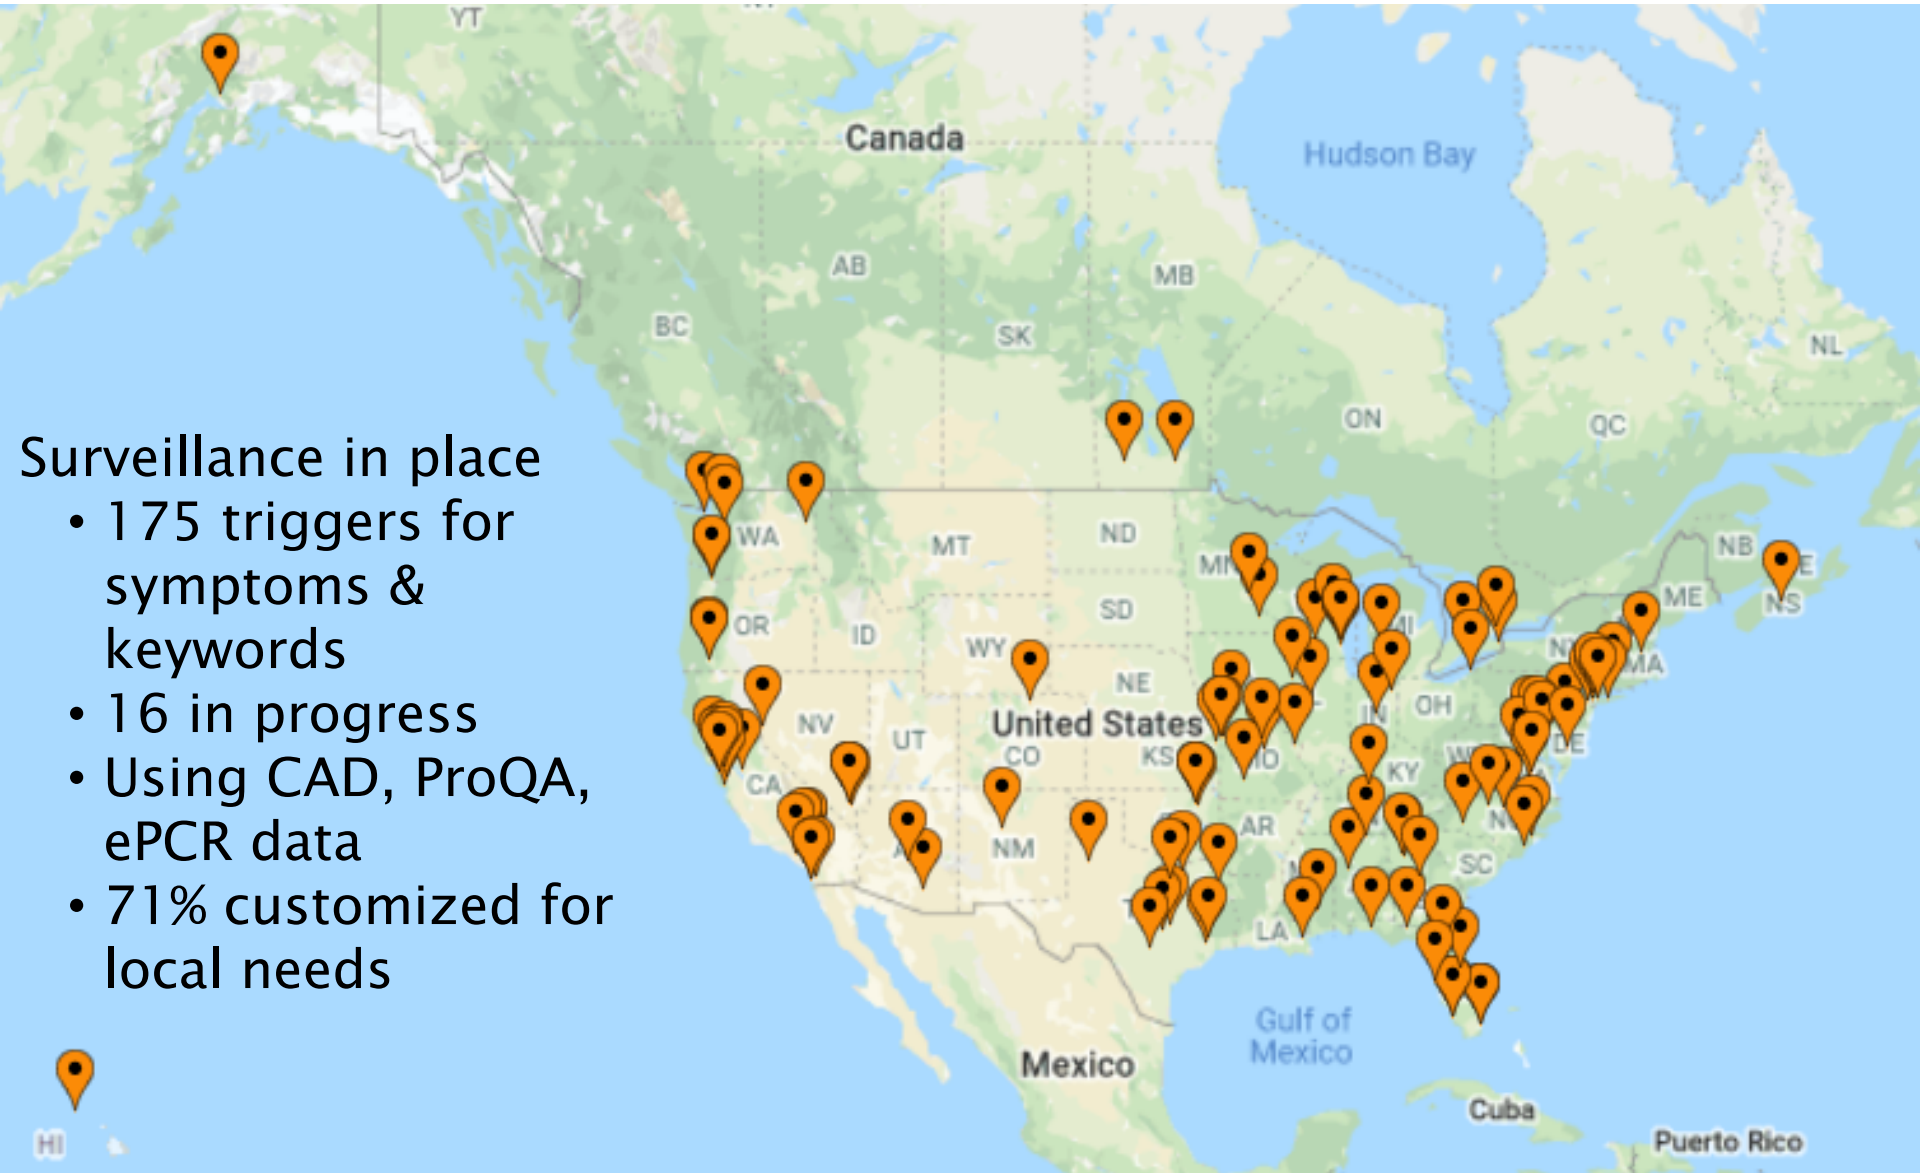 YT
Canada
Hudson Bay
AB
MB
BC
SK
NL
ON
QC
Surveillance in place
• 175 triggers for
symptoms &
keywords
• 16 in progress
• Using CAD, ProQA,
ePCR data
• 71% customized for
local needs
WA
MT
ND
MN
NB
ME
NS
OR
ID
SD
WY
MA
NE
OH
IN
NV
United States
UT
CO
KS
DE
CA
KY
NM
AR
SC
LA
Gulf of
Mexico
Mexico
Cuba
HI
Puerto Rico